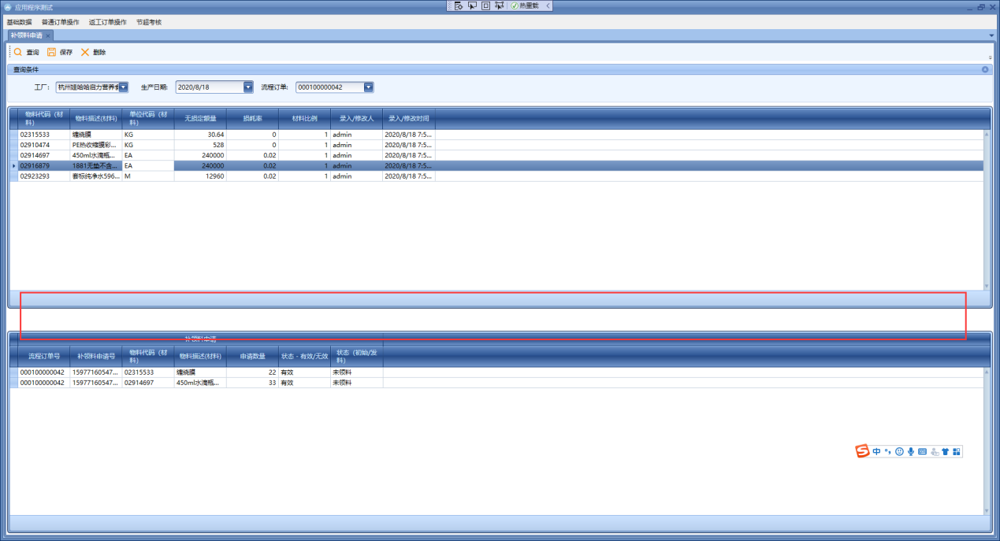 应用程序测试
热重载
基础数据 普通订单操作 返工订单操作 节超考核
补领料申请
查询 保存 删除
查询条件
工厂: 杭州娃哈哈启力营养食 生产日期: 2020/8/18 流程订单: 000100000042
物料代码(材料) 物料描述(材料) 单位代码(材料) 无损定额量 损耗率 材料比例 录入/修改人 录入/修改时间
02315533 缠绕膜 KG 30.64 0 1 admin 2020/8/18 7:5...
02910474 PE热收缩膜彩... KG 528 0 1 admin 2020/8/18 7:5...
02914697 450ml水滴瓶... EA 240000 0.02 1 admin 2020/8/18 7:5...
02916879 1881无垫不含... EA 240000 0.02 1 admin 2020/8/18 7:5...
02923293 套标纯净水596... M 12960 0.02 1 admin 2020/8/18 7:5...
补领料申请
流程订单号 补领料申请号 物料代码(材料) 物料描述(材料) 申请数量 状态-有效/无效 状态(初始/发料)
000100000042 15977160547... 02315533 缠绕膜 22 有效 未领料
000100000042 15977160547... 02914697 450ml水滴瓶... 33 有效 未领料
中